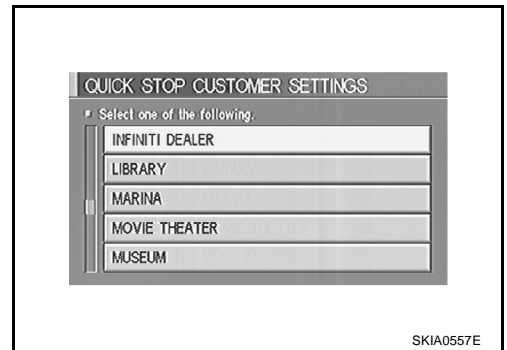 QUICK STOP CUSTOMER SETTINGS
Select one of the following.
INFINITI DEALER
LIBRARY
MARINA
MOVIE THEATER
MUSEUM
SKIA0557E